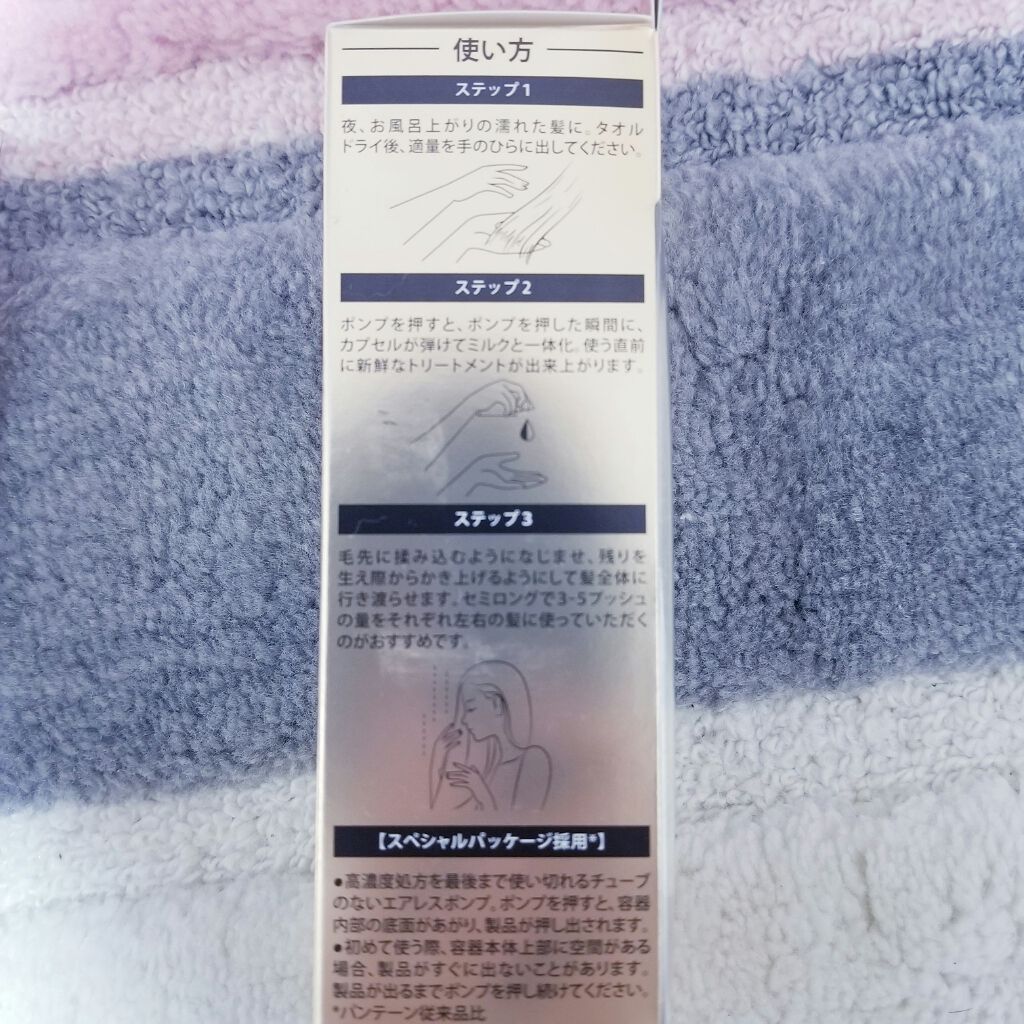 使い方
ステップ1
夜、お風呂上がりの濡れた髪に。タオル
ドライ後、適量を手のひらに出してください。
ステップ2
ポンプを押すと、ポンプを押した瞬間に、
カプセルが弾けてミルクと一体化。使う直前
に新鮮なトリートメントが出来上がります。
ステップ3
毛先に揉み込むようになじませ、残りを
生え際からかき上げるようにして髪全体に
行き渡らせます。セミロングで3-5プッシュ
の量をそれぞれ左右の髪に使っていただく
のがおすすめです。
【スペシャルパッケージ採用*】
●高濃度処方を最後まで使い切れるチューブ
のないエアレスポンプ。ポンプを押すと、容器
内部の底面があがり、製品が押し出されます。
●初めて使う際、容器本体上部に空間がある
場合、製品がすぐに出ないことがあります。
製品が出るまでポンプを押し続けてください。
*パンテーン従来品比